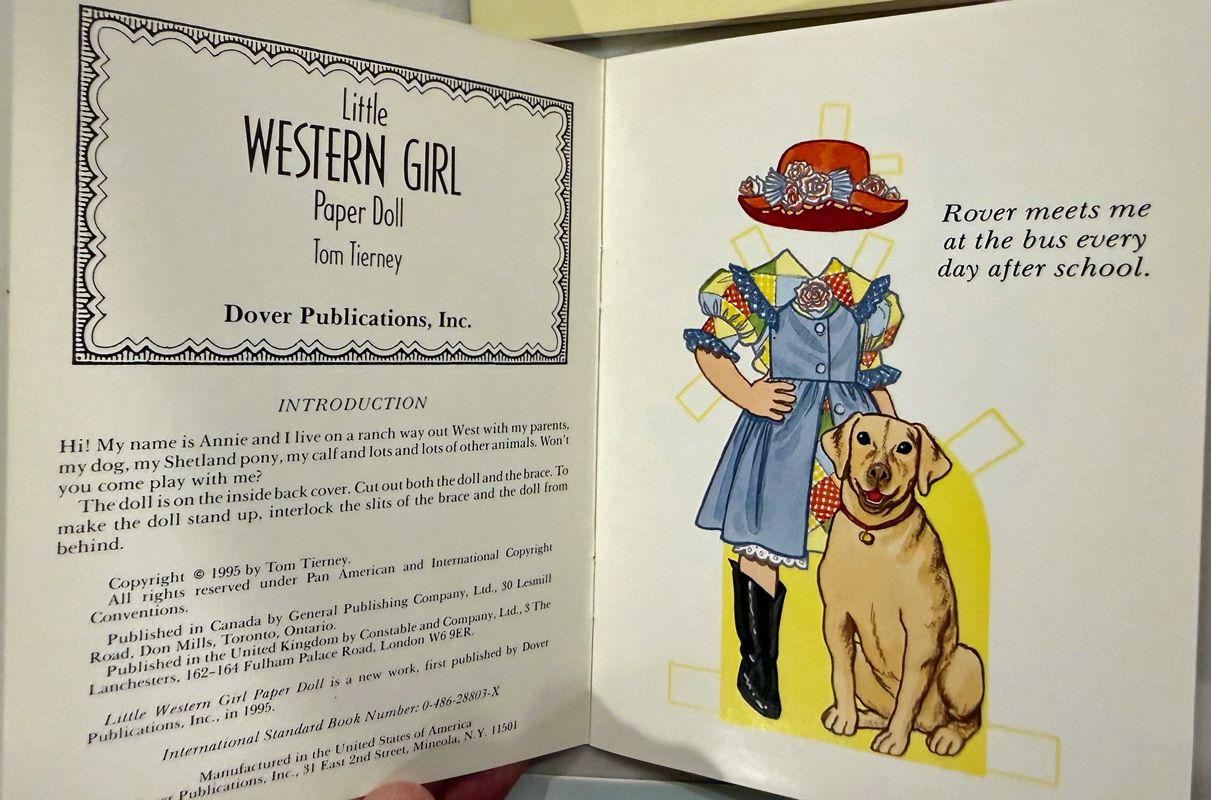 Little
WESTERN GIRL
Paper Doll
Tom Tierney
Dover Publications, Inc.
INTRODUCTION
Hi! My name is Annie and I live on a ranch way out West with my parents,
my dog, my Shetland pony, my calf and lots and lots of other animals. Won't
you come play with me?
The doll is on the inside back cover. Cut out both the doll and the brace. To
make the doll stand up, interlock the slits of the brace and the doll from
behind.
Copyright © 1995 by Tom Tierney.
All rights reserved under Pan American and International Copyright
Conventions.
Published in Canada by General Publishing Company, Ltd., 30 Lesmill
Road, Don Mills, Toronto, Ontario.
Published in the United Kingdom by Constable and Company, Ltd., 3 The
Lanchesters, 162–164 Fulham Palace Road, London W6 9ER.
Little Western Girl Paper Doll is a new work, first published by Dover
Publications, Inc., in 1995.
International Standard Book Number: 0-486-28803-X
Manufactured in the United States of America
Publications, Inc., 31 East 2nd Street, Mineola, N.Y. 11501
Rover meets me
at the bus every
day after school.